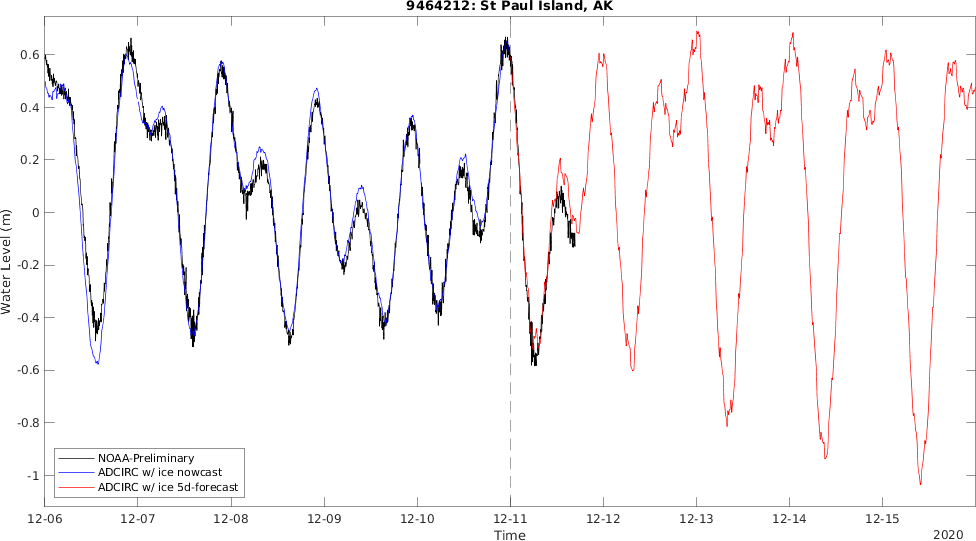 9464212: St Paul Island, AK
Water Level (m)
0.6
0.4
0.2
0
-0.2
-0.4
-0.6
-0.8
-1
NOAA-Preliminary
ADCIRC w/ ice nowcast
ADCIRC w/ ice 5d-forecast
12-06 12-07 12-08 12-09 12-10 12-11 12-12 12-13 12-14 12-15
Time
2020